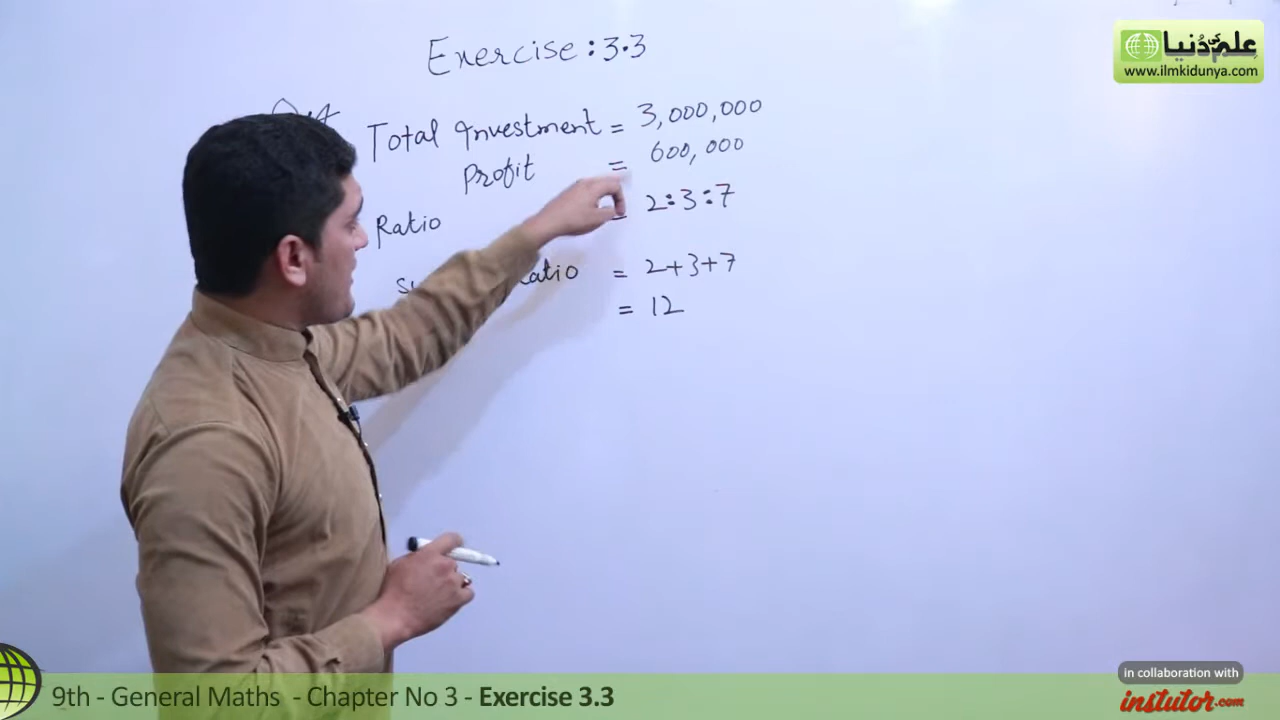 علم کی دنیا
www.ilmkidunya.com
Exercise : 3.3
Total Investment = 3,000,000
Profit = 600,000
Ratio = 2:3:7
Ratio = 2+3+7
= 12
in collaboration with
instutor.com
9th - General Maths - Chapter No 3 - Exercise 3.3